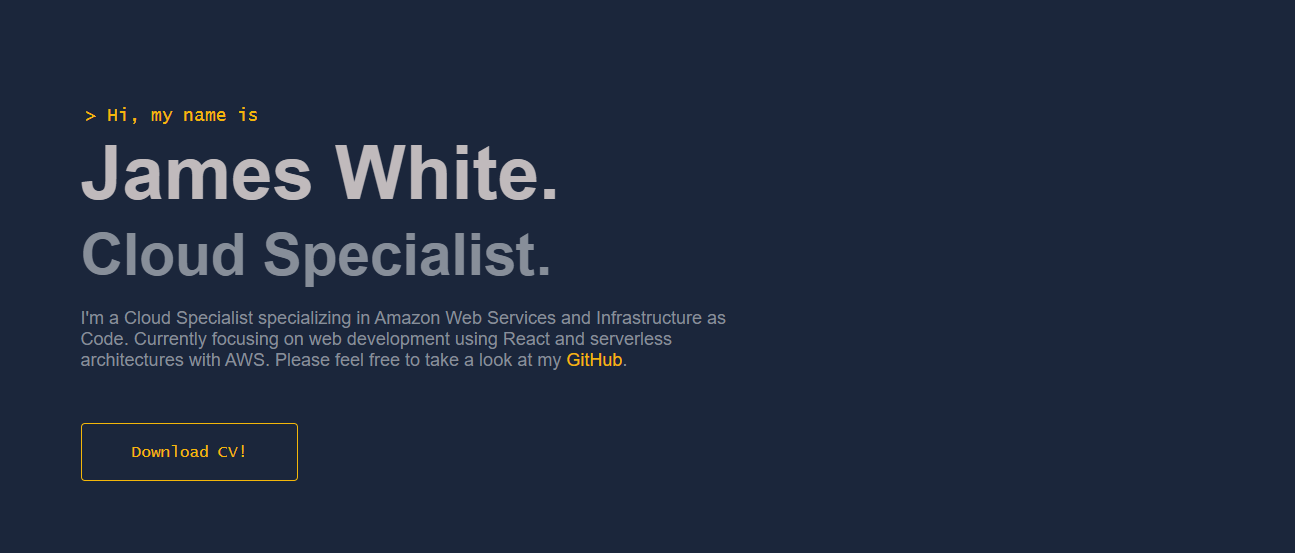 > Hi, my name is
James White.
Cloud Specialist.
I'm a Cloud Specialist specializing in Amazon Web Services and Infrastructure as
Code. Currently focusing on web development using React and serverless
architectures with AWS. Please feel free to take a look at my GitHub.
Download CV!